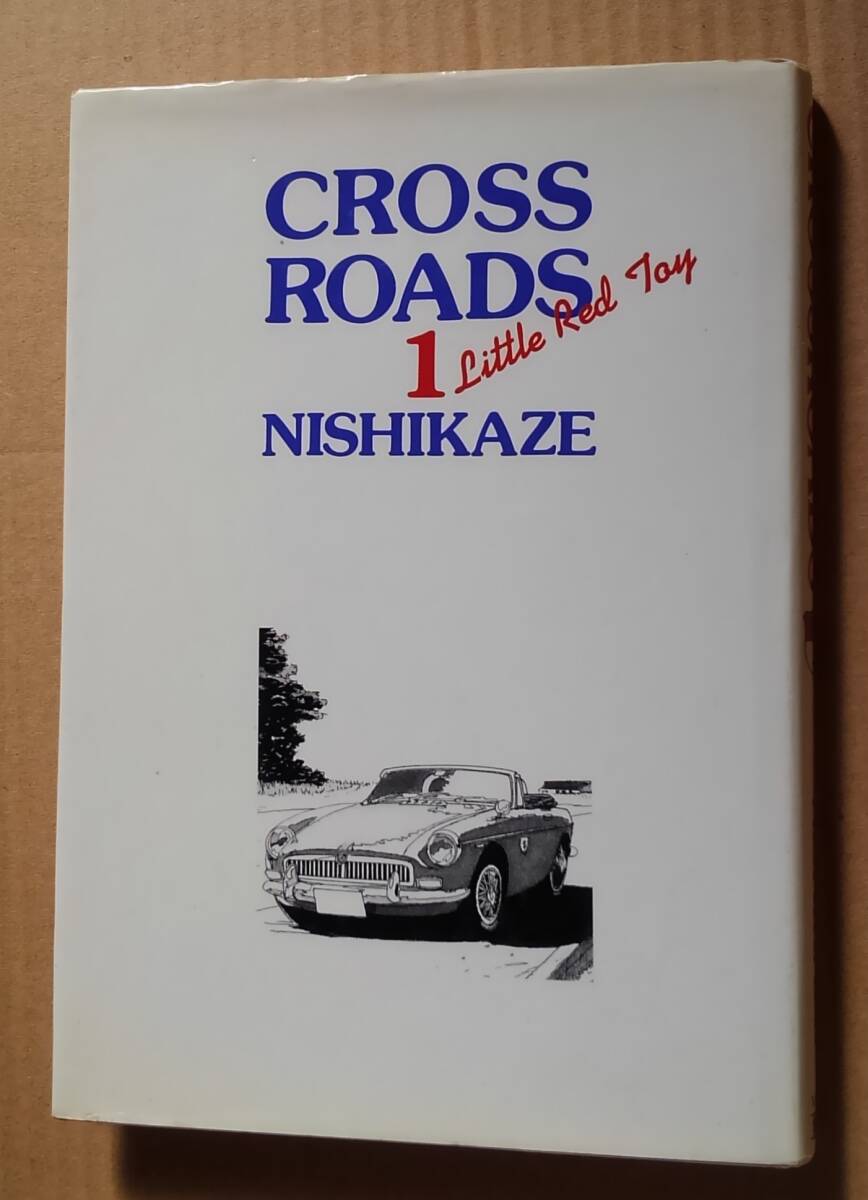 CROSS
ROADS
1 Little Red Toy
NISHIKAZE